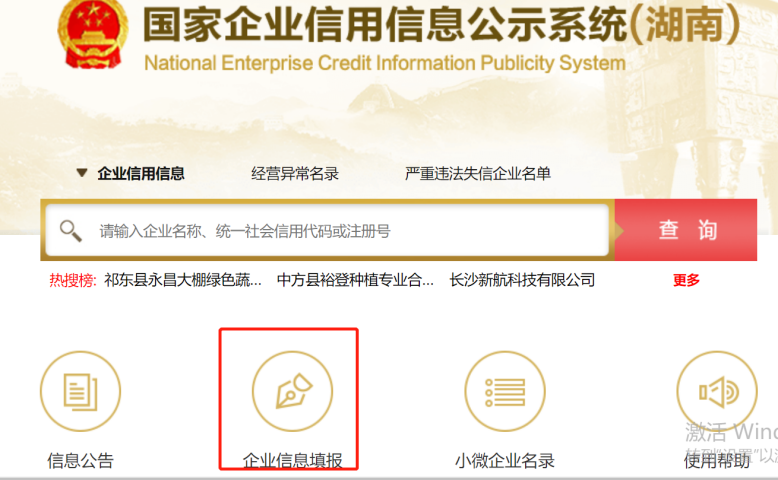 国家企业信用信息公示系统(湖南)
National Enterprise Credit Information Publicity System
企业信用信息 经营异常名录 严重违法失信企业名单
请输入企业名称、统一社会信用代码或注册号 查 询
热搜榜: 祁东县永昌大棚绿色蔬... 中方县裕登种植专业合... 长沙新航科技有限公司 更多
激活 Wind
信息公告 企业信息填报 小微企业名录 使用帮助
转到"设置"以